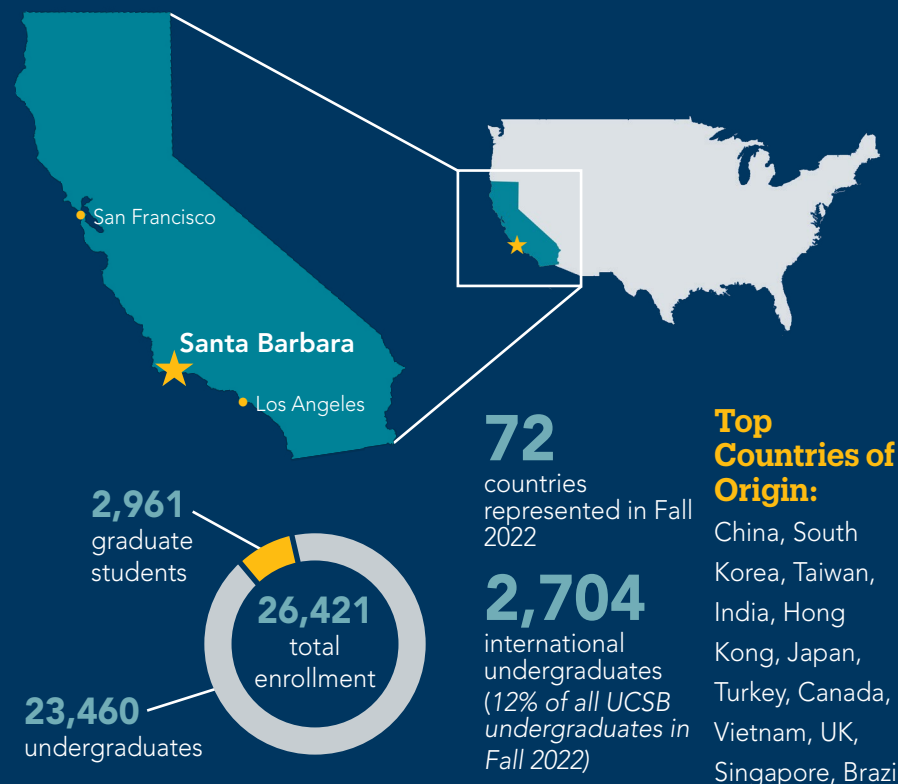 San Francisco
Santa Barbara
Los Angeles
2,961
graduate
students
26,421
total
enrollment
23,460
undergraduates
72
countries
represented in Fall
2022
2,704
international
undergraduates
(12% of all UCSB
undergraduates in
Fall 2022)
Top
Countries of
Origin:
China, South
Korea, Taiwan,
India, Hong
Kong, Japan,
Turkey, Canada,
Vietnam, UK,
Singapore, Brazi